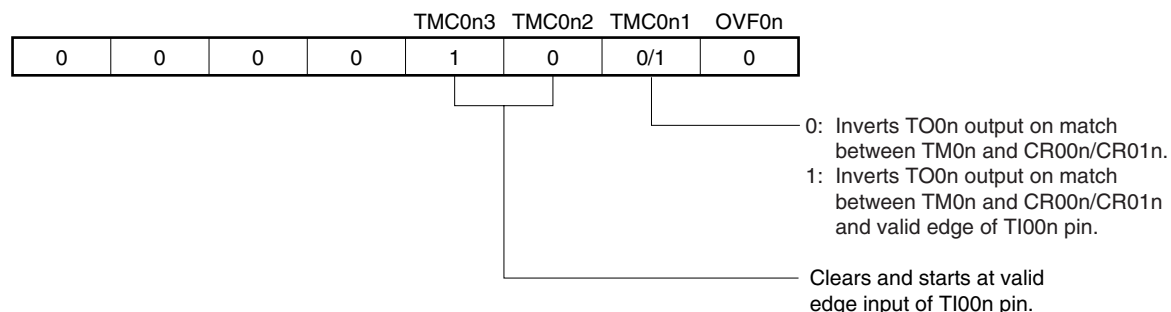 TMC0n3 TMC0n2 TMC0n1 OVF0n
0 0 0 0 1 0 0/1 0
0: Inverts TO0n output on match
between TM0n and CR00n/CR01n.
1: Inverts TO0n output on match
between TM0n and CR00n/CR01n
and valid edge of TI00n pin.
Clears and starts at valid
edge input of TI00n pin.